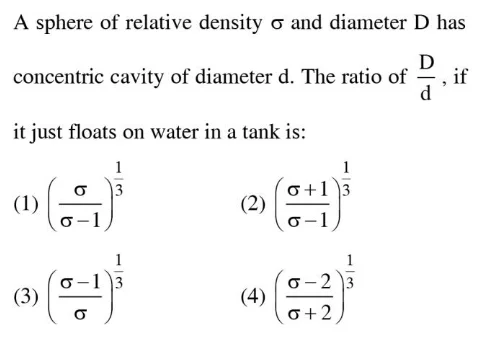 A sphere of relative density σ and diameter D has
concentric cavity of diameter d. The ratio of D/d, if
it just floats on water in a tank is:
(1) (σ/(σ−1))^(1/3) (2) ((σ+1)/(σ−1))^(1/3)
(3) ((σ−1)/σ)^(1/3) (4) ((σ−2)/(σ+2))^(1/3)